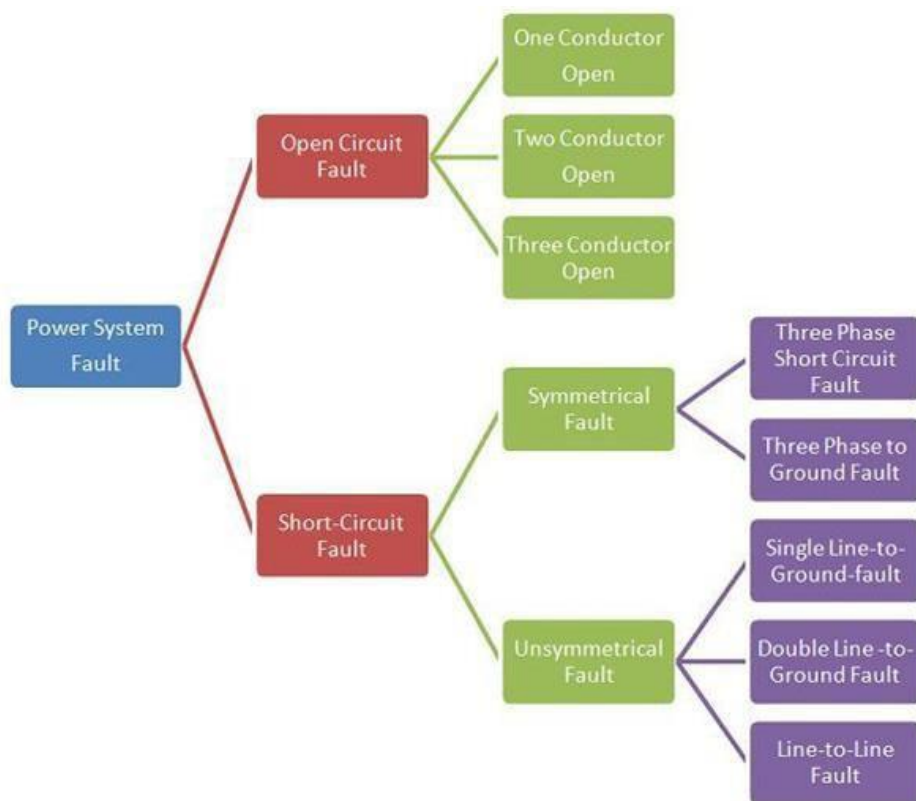 Power System
Fault
Open Circuit
Fault
One Conductor
Open
Two Conductor
Open
Three Conductor
Open
Short-Circuit
Fault
Symmetrical
Fault
Three Phase
Short Circuit
Fault
Three Phase to
Ground Fault
Unsymmetrical
Fault
Single Line-to-
Ground-fault
Double Line -to-
Ground Fault
Line-to-Line
Fault